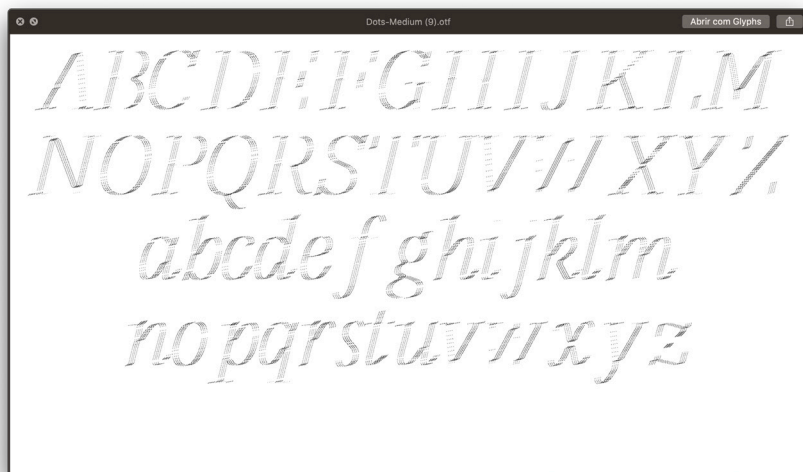 Dots-Medium (9).otf
Abrir com Glyphs
ABCDEFGHIJKLM
NOPQRSTUVWXYZ
abcdefghijklm
nopqrstuvwxyz